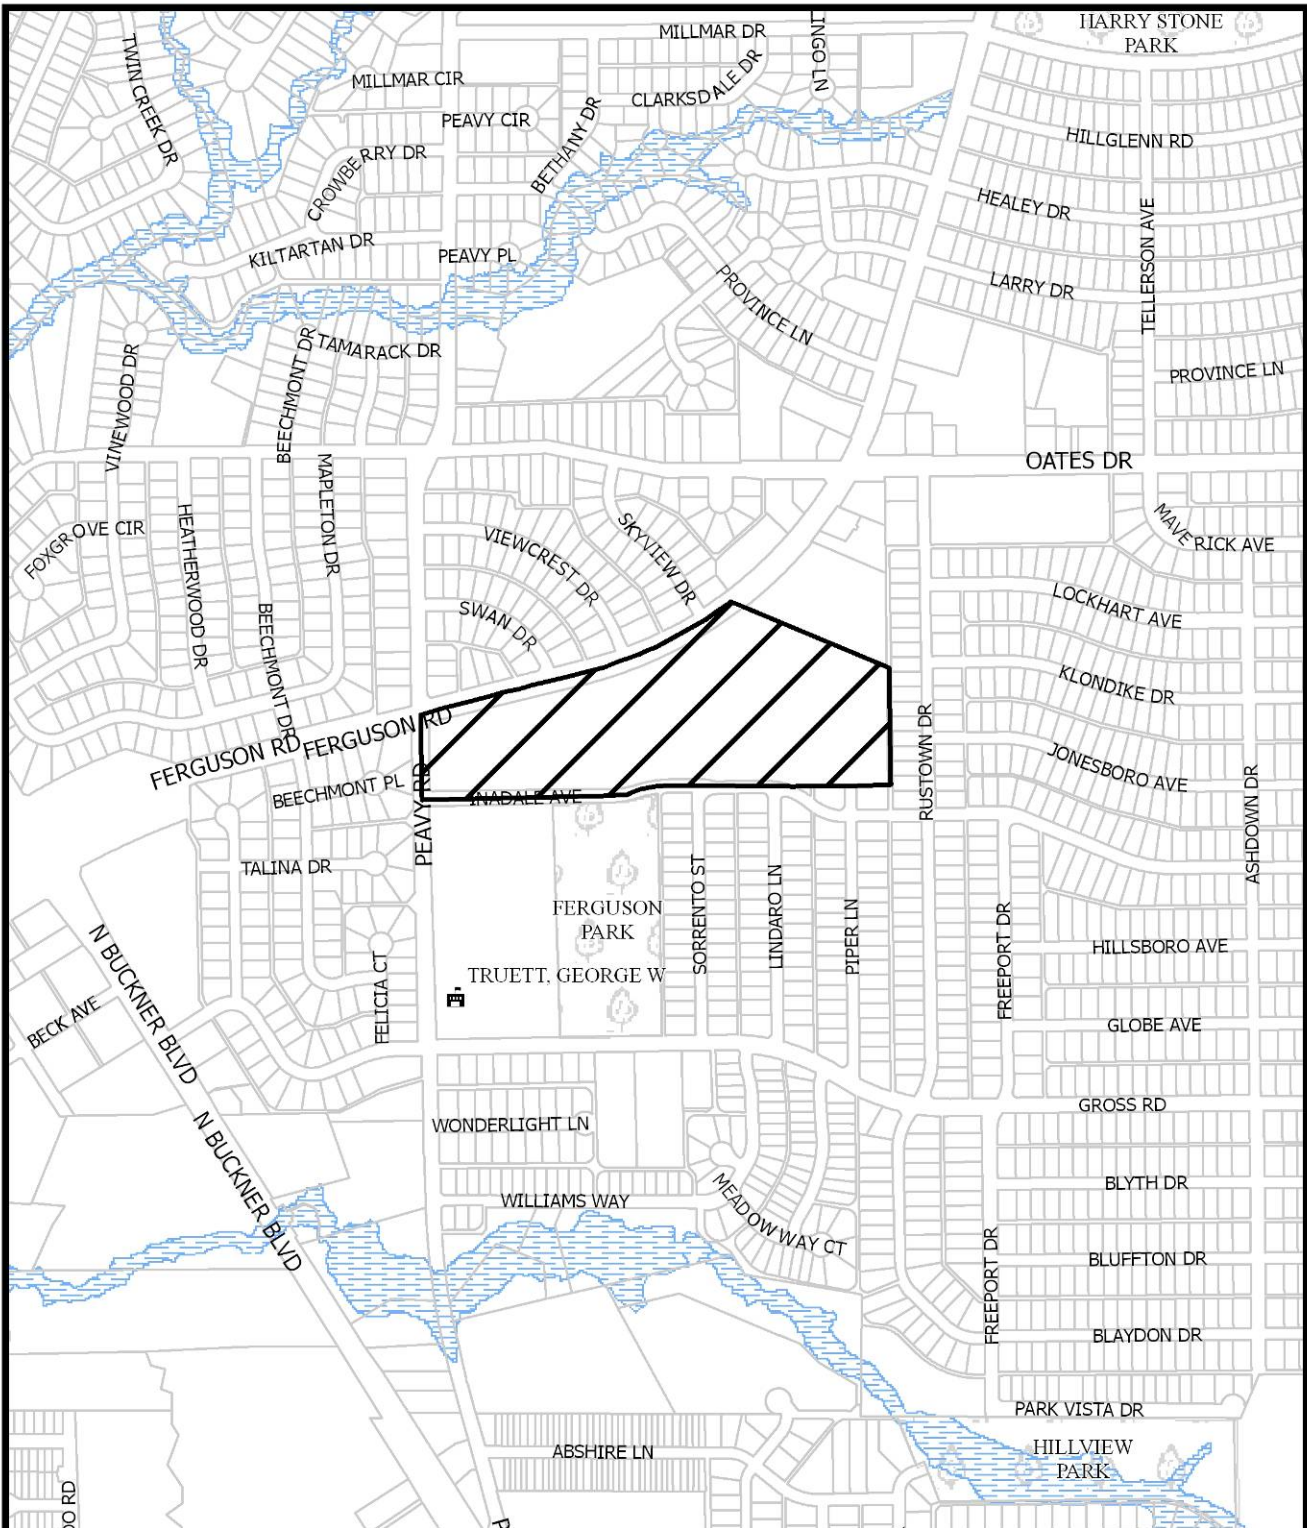 HARRY STONE
PARK
MILLMAR DR
LINGO LN
TWIN CREEK DR
MILLMAR CIR
CLARKSDALE DR
PEAVY CIR
BETHANY DR
HILLGLENN RD
CROWBERRY DR
HEALEY DR
TELLERSON AVE
KILTARTAN DR
PEAVY PL
LARRY DR
PROVINCE LN
TAMARACK DR
BEECHMONT DR
VINEWOOD DR
PROVINCE LN
OATES DR
MAPLETON DR
FOXGROVE CIR
HEATHERWOOD DR
VIEWCREST DR
SKYVIEW DR
MAVERICK AVE
SWAN DR
BEECHMONT DR
LOCKHART AVE
KLONDIKE DR
FERGUSON RD
FERGUSON RD
RUSTOWN DR
JONESBORO AVE
BEECHMONT PL
PEAVY RD
INADALE AVE
ASHDOWN DR
TALINA DR
SORRENTO ST
LINDARO LN
PIPER LN
FREEPORT DR
FERGUSON
PARK
N BUCKNER BLVD
HILLSBORO AVE
TRUETT, GEORGE W
FELICIA CT
BECK AVE
GLOBE AVE
GROSS RD
WONDERLIGHT LN
N BUCKNER BLVD
BLYTH DR
WILLIAMS WAY
MEADOW WAY CT
FREEPORT DR
BLUFFTON DR
BLAYDON DR
PARK VISTA DR
ABSHIRE LN
HILLVIEW
PARK
OO RD
P